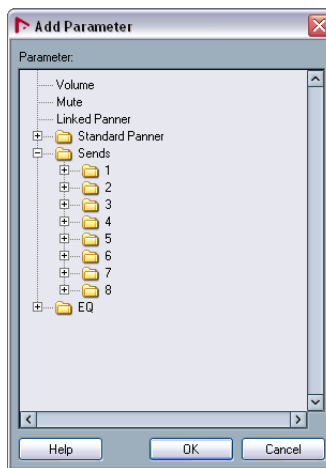 Add Parameter
Parameter:
Volume
Mute
Linked Panner
Standard Panner
Sends
1
2
3
4
5
6
7
8
EQ
Help OK Cancel